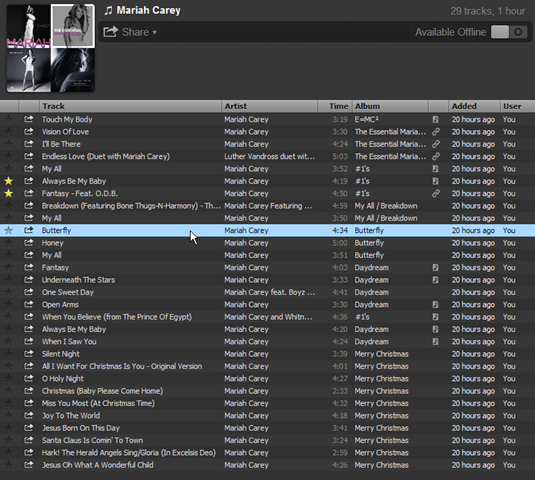 Mariah Carey
29 tracks, 1 hour
Share
Available Offline
MARIAH
THE ESSENTIAL
Track Artist Time Album Added User
Touch My Body Mariah Carey 3:19 E=MC² 20 hours ago You
Vision Of Love Mariah Carey 3:30 The Essential Maria... 20 hours ago You
I'll Be There Mariah Carey 4:24 The Essential Maria... 20 hours ago You
Endless Love (Duet with Mariah Carey) Luther Vandross duet wit... 5:03 The Essential Maria... 20 hours ago You
My All Mariah Carey 3:52 #1's 20 hours ago You
Always Be My Baby Mariah Carey 4:19 #1's 20 hours ago You
Fantasy - Feat. O.D.B. Mariah Carey 4:50 #1's 20 hours ago You
Breakdown (Featuring Bone Thugs-N-Harmony) - Th... Mariah Carey Featuring ... 4:59 My All / Breakdown 20 hours ago You
My All Mariah Carey 3:50 My All / Breakdown 20 hours ago You
Butterfly Mariah Carey 4:34 Butterfly 20 hours ago You
Honey Mariah Carey 5:00 Butterfly 20 hours ago You
My All Mariah Carey 3:51 Butterfly 20 hours ago You
Fantasy Mariah Carey 4:03 Daydream 20 hours ago You
Underneath The Stars Mariah Carey 3:33 Daydream 20 hours ago You
One Sweet Day Mariah Carey feat. Boyz ... 4:41 Daydream 20 hours ago You
Open Arms Mariah Carey 3:30 Daydream 20 hours ago You
When You Believe (from The Prince Of Egypt) Mariah Carey and Whitn... 4:36 #1's 20 hours ago You
Always Be My Baby Mariah Carey 4:20 Daydream 20 hours ago You
When I Saw You Mariah Carey 4:24 Daydream 20 hours ago You
Silent Night Mariah Carey 3:39 Merry Christmas 20 hours ago You
All I Want For Christmas Is You - Original Version Mariah Carey 4:01 Merry Christmas 20 hours ago You
O Holy Night Mariah Carey 4:27 Merry Christmas 20 hours ago You
Christmas (Baby Please Come Home) Mariah Carey 2:33 Merry Christmas 20 hours ago You
Miss You Most (At Christmas Time) Mariah Carey 4:32 Merry Christmas 20 hours ago You
Joy To The World Mariah Carey 4:18 Merry Christmas 20 hours ago You
Jesus Born On This Day Mariah Carey 3:41 Merry Christmas 20 hours ago You
Santa Claus Is Comin' To Town Mariah Carey 3:24 Merry Christmas 20 hours ago You
Hark! The Herald Angels Sing/Gloria (In Excelsis Deo) Mariah Carey 2:59 Merry Christmas 20 hours ago You
Jesus Oh What A Wonderful Child Mariah Carey 4:26 Merry Christmas 20 hours ago You